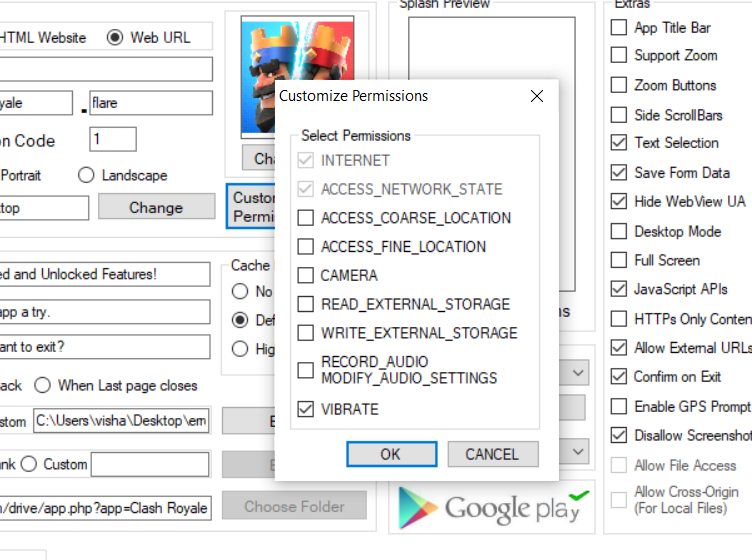 HTML Website
Web URL
yale
.
flare
on Code
1
Portrait
Landscape
top
Change
Custo
Permi
Splash Preview
Customize Permissions
Select Permissions
INTERNET
ACCESS_NETWORK_STATE
ACCESS_COARSE_LOCATION
ACCESS_FINE_LOCATION
CAMERA
READ_EXTERNAL_STORAGE
WRITE_EXTERNAL_STORAGE
RECORD_AUDIO
MODIFY_AUDIO_SETTINGS
VIBRATE
OK
CANCEL
ed and Unlocked Features!
app a try.
ant to exit?
ack
When Last page closes
stom
C:\Users\visha\Desktop\em
ank
Custom
n/drive/app.php?app=Clash Royale
Choose Folder
Cache
No
Def
Hig
Google play
Extras
App Title Bar
Support Zoom
Zoom Buttons
Side ScrollBars
Text Selection
Save Form Data
Hide WebView UA
Desktop Mode
Full Screen
JavaScript APIs
HTTPs Only Conten
Allow External URLs
Confirm on Exit
Enable GPS Prompt
Disallow Screenshot
Allow File Access
Allow Cross-Origin
(For Local Files)